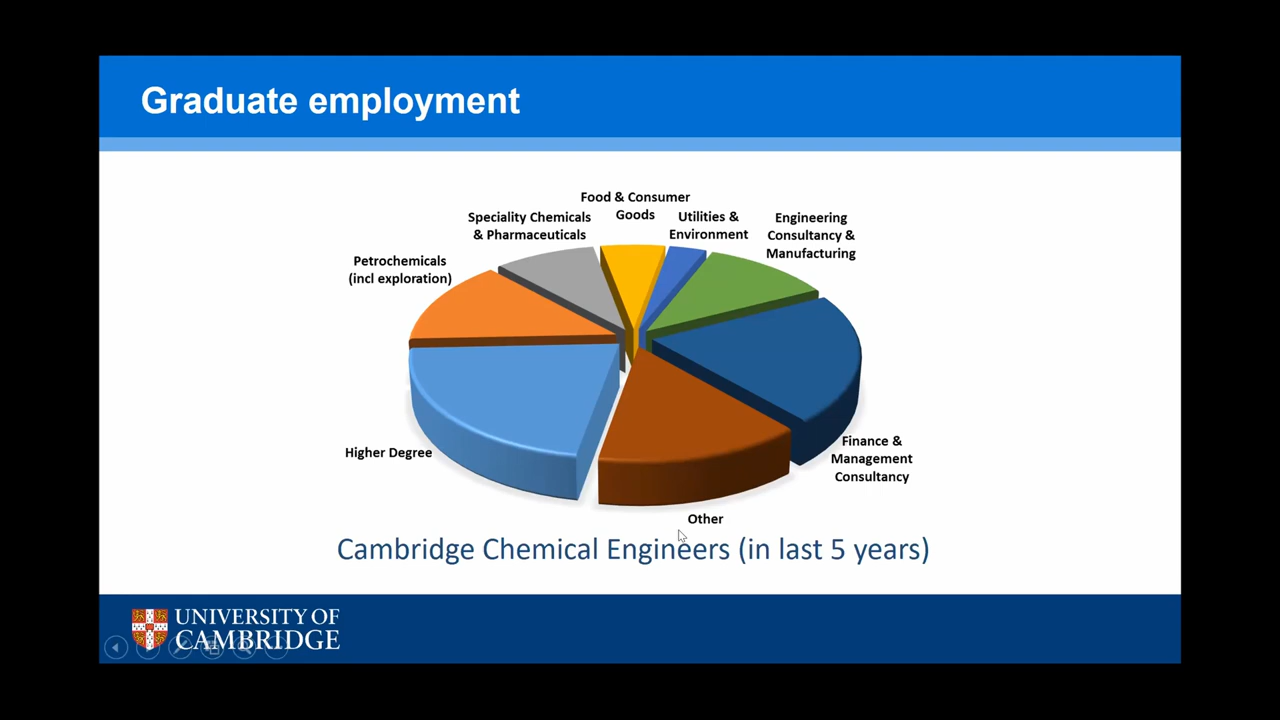 Graduate employment
Food & Consumer
Goods
Speciality Chemicals
& Pharmaceuticals
Utilities &
Environment
Engineering
Consultancy &
Manufacturing
Petrochemicals
(incl exploration)
Higher Degree
Finance &
Management
Consultancy
Other
Cambridge Chemical Engineers (in last 5 years)
UNIVERSITY OF
CAMBRIDGE